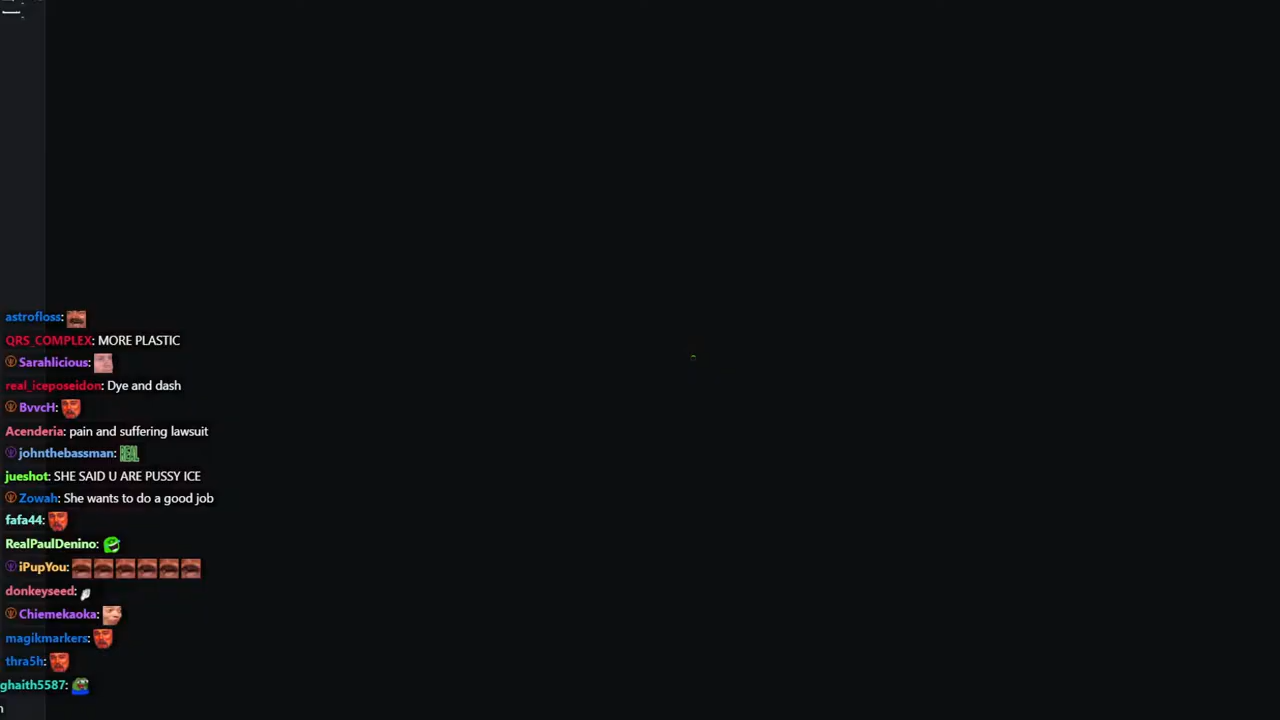 astrofloss:
QRS_COMPLEX: MORE PLASTIC
Sarahlicious:
real_iceposeidon: Dye and dash
BvvcH:
Acenderia: pain and suffering lawsuit
johnthebassman: REAL
jueshot: SHE SAID U ARE PUSSY ICE
Zowah: She wants to do a good job
fafa44:
RealPaulDenino:
iPupYou:
donkeyseed:
Chiemekaoka:
magikmarkers:
thra5h:
ghaith5587: